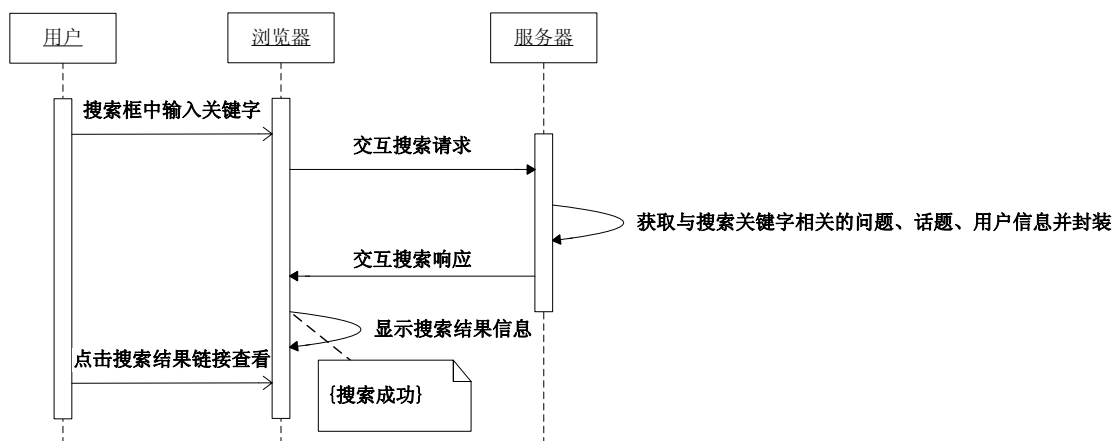 用户
浏览器
服务器
搜索框中输入关键字
交互搜索请求
获取与搜索关键字相关的问题、话题、用户信息并封装
交互搜索响应
显示搜索结果信息
点击搜索结果链接查看
{搜索成功}